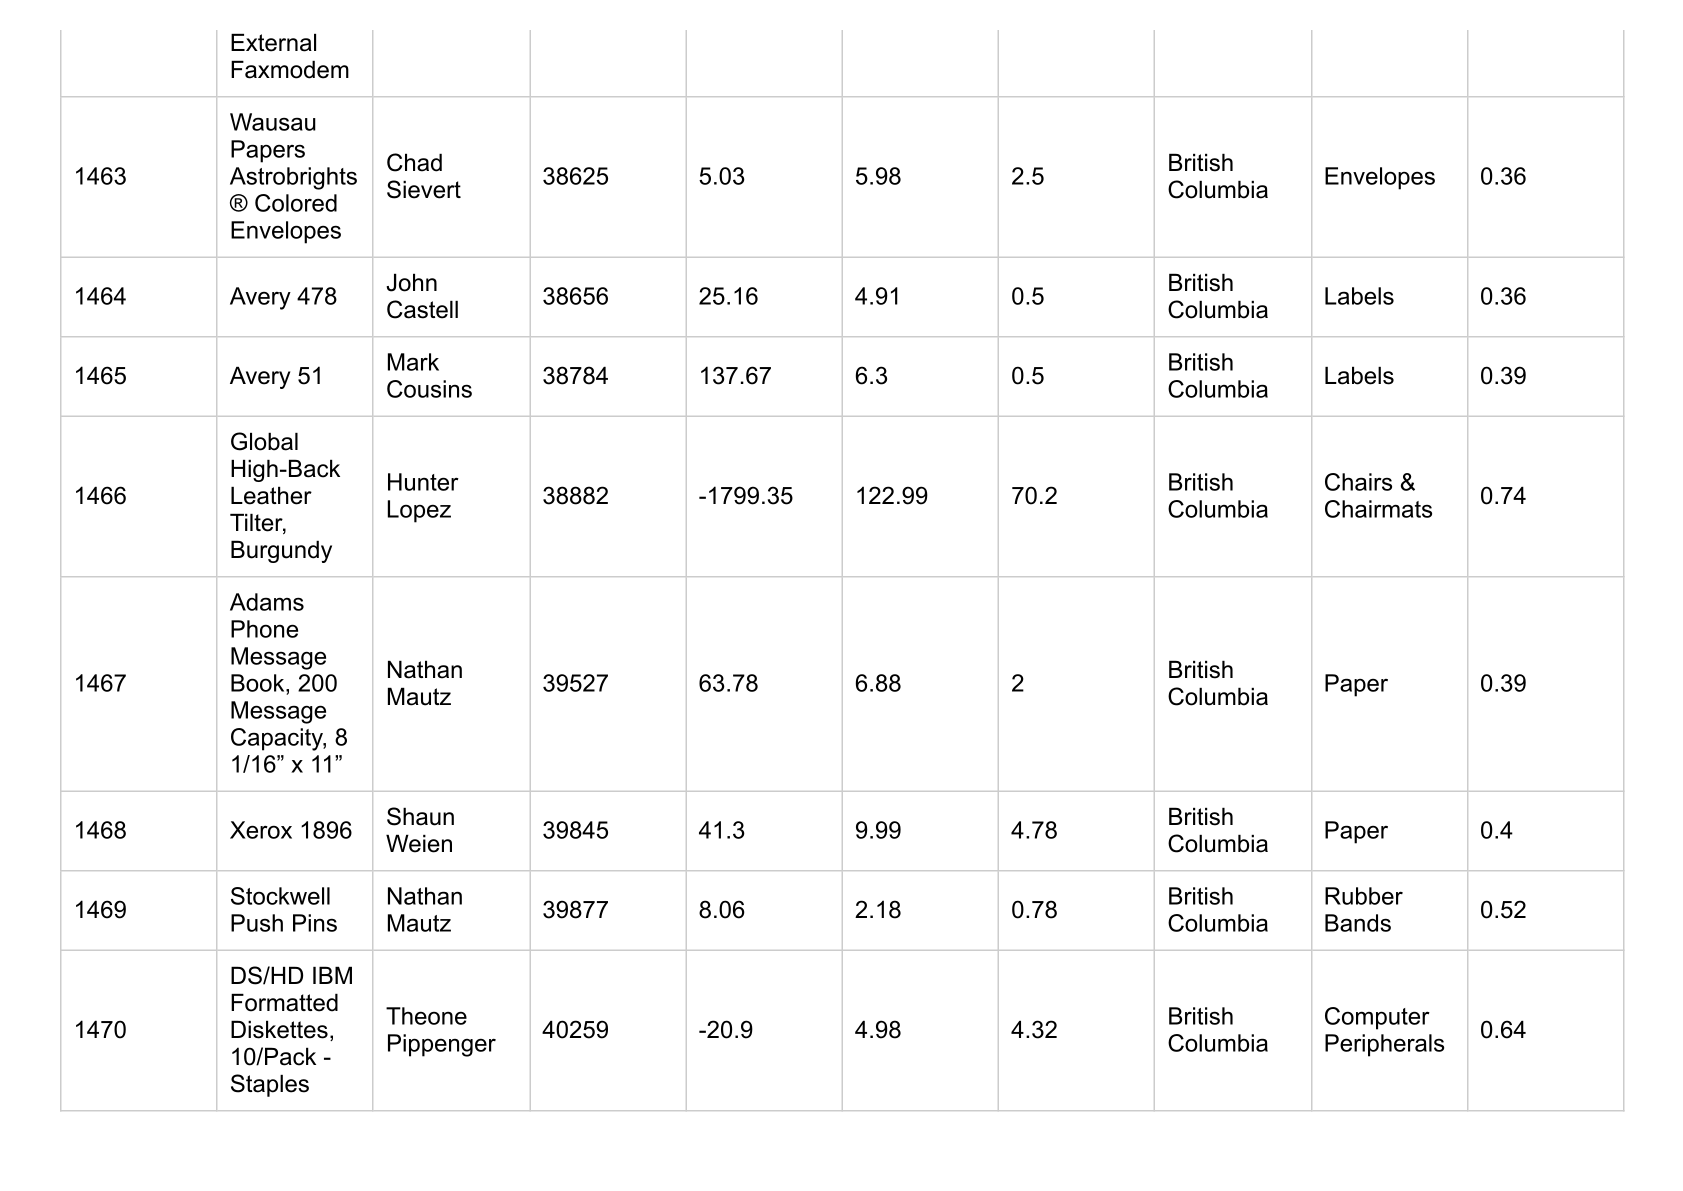 External
Faxmodem
1463
Wausau
Papers
Astrobrights
® Colored
Envelopes
Chad
Sievert
38625
5.03
5.98
2.5
British
Columbia
Envelopes
0.36
1464
Avery 478
John
Castell
38656
25.16
4.91
0.5
British
Columbia
Labels
0.36
1465
Avery 51
Mark
Cousins
38784
137.67
6.3
0.5
British
Columbia
Labels
0.39
1466
Global
High-Back
Leather
Tilter,
Burgundy
Hunter
Lopez
38882
-1799.35
122.99
70.2
British
Columbia
Chairs &
Chairmats
0.74
1467
Adams
Phone
Message
Book, 200
Message
Capacity, 8
1/16” x 11”
Nathan
Mautz
39527
63.78
6.88
2
British
Columbia
Paper
0.39
1468
Xerox 1896
Shaun
Weien
39845
41.3
9.99
4.78
British
Columbia
Paper
0.4
1469
Stockwell
Push Pins
Nathan
Mautz
39877
8.06
2.18
0.78
British
Columbia
Rubber
Bands
0.52
1470
DS/HD IBM
Formatted
Diskettes,
10/Pack -
Staples
Theone
Pippenger
40259
-20.9
4.98
4.32
British
Columbia
Computer
Peripherals
0.64